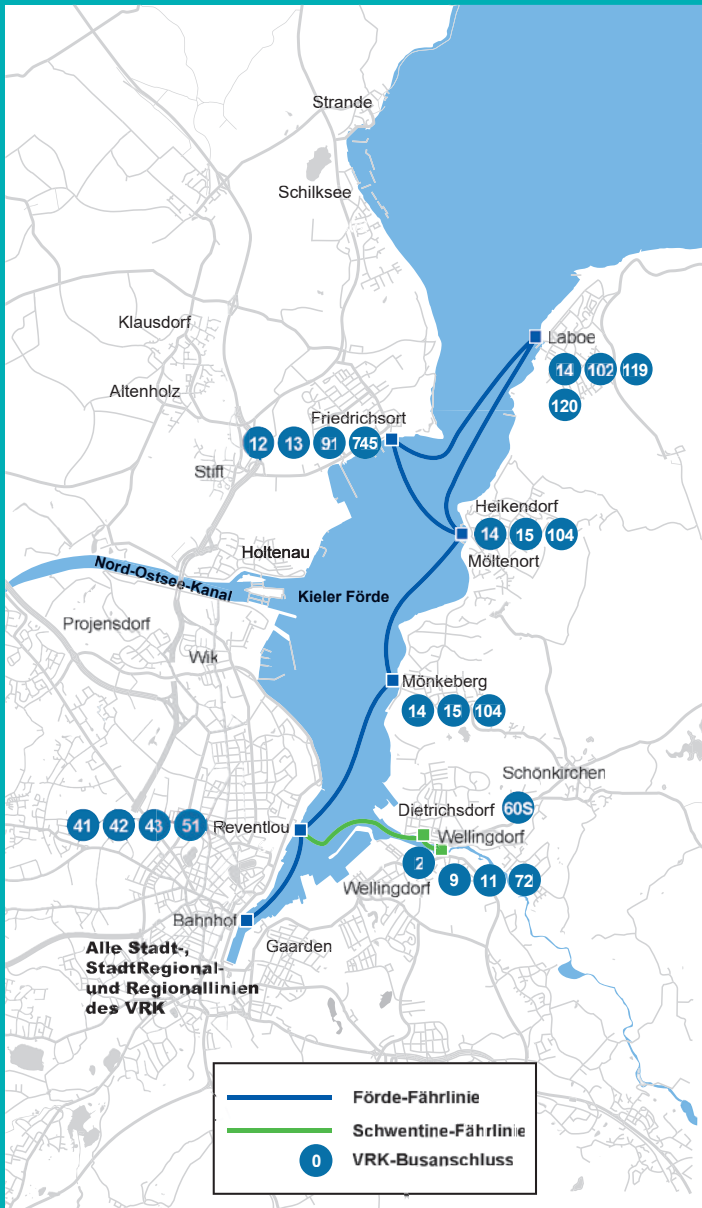 Strande
Schilksee
Klausdorf
Laboe
14 102 119
120
Altenholz
Friedrichsort
12 13 91 745
Stift
Heikendorf
14 15 104
Möltenort
Holtenau
Nord-Ostsee-Kanal
Kieler Förde
Projensdorf
Wik
Mönkeberg
14 15 104
Schönkirchen
Dietrichsdorf 60S
41 42 43 51 Reventlou
Wellingdorf
2
9 11 72
Wellingdorf
Bahnhof
Gaarden
Alle Stadt-,
StadtRegional-
und Regionallinien
des VRK
Förde-Fährlinie
Schwentine-Fährlinie
0 VRK-Busanschluss